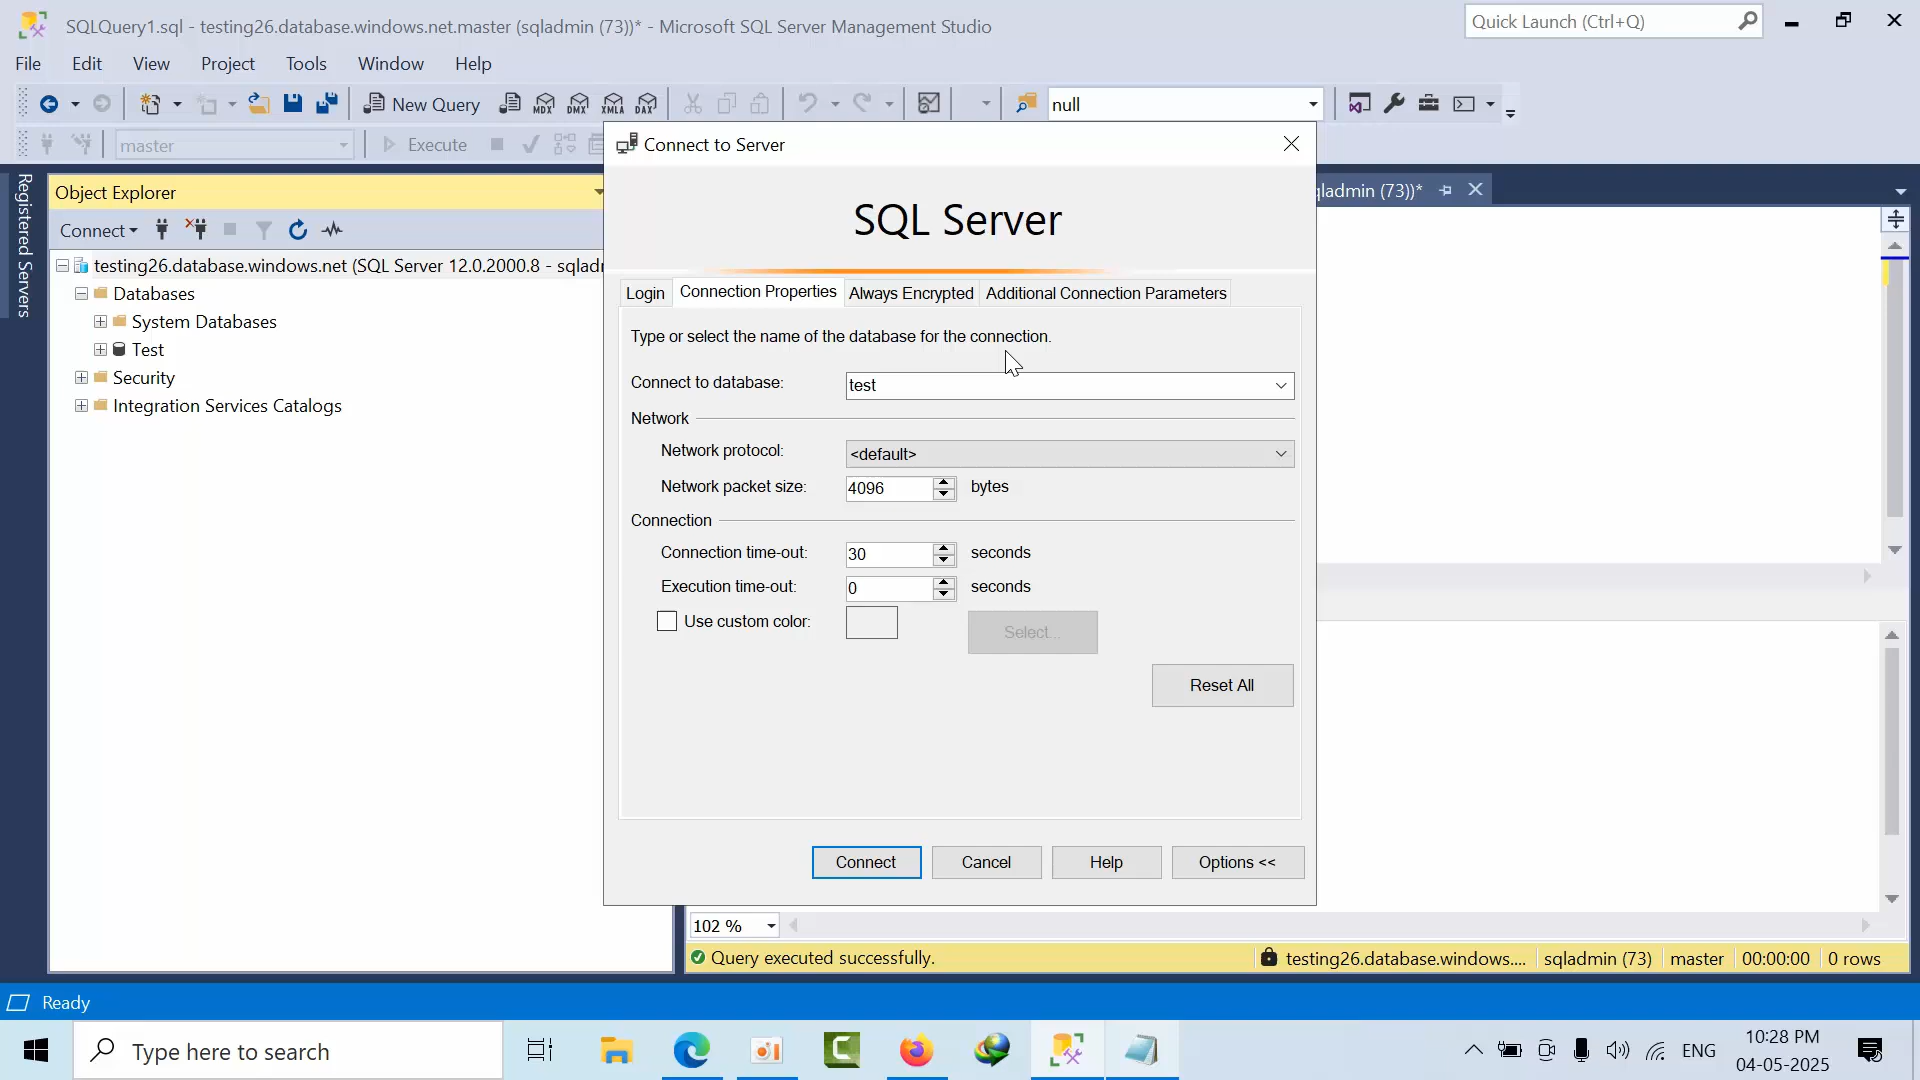 SQLQuery1.sql - testing26.database.windows.net.master (sqladmin (73))* - Microsoft SQL Server Management Studio
Quick Launch (Ctrl+Q)
File Edit View Project Tools Window Help
New Query
MDX
DMX
XMLA
DAX
null
master
Execute
Registered Servers
Object Explorer
Connect
testing26.database.windows.net (SQL Server 12.0.2000.8 - sqladm
Databases
System Databases
Test
Security
Integration Services Catalogs
qladmin (73))*
Connect to Server
SQL Server
Login
Connection Properties
Always Encrypted
Additional Connection Parameters
Type or select the name of the database for the connection.
Connect to database: test
Network
Network protocol: <default>
Network packet size: 4096 bytes
Connection
Connection time-out: 30 seconds
Execution time-out: 0 seconds
Use custom color:
Select...
Reset All
Connect
Cancel
Help
Options <<
102 %
Query executed successfully.
testing26.database.windows....
sqladmin (73)
master
00:00:00
0 rows
Ready
Type here to search
ENG
10:28 PM
04-05-2025